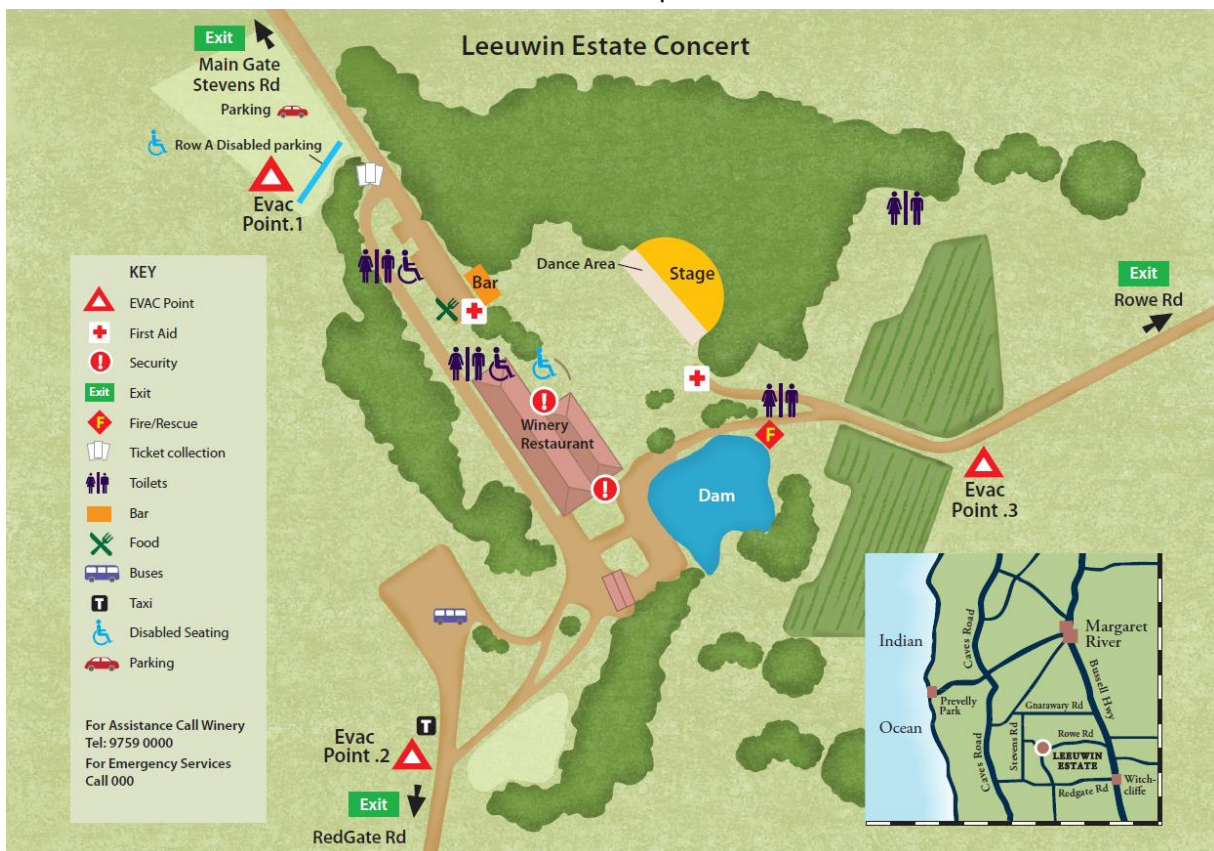 Leeuwin Estate Concert
Exit
Main Gate
Stevens Rd
Parking
Row A Disabled parking
Evac
Point.1
Bar
Dance Area
Stage
Exit
Rowe Rd
Winery
Restaurant
F
Dam
Evac
Point .3
T
Evac
Point .2
Exit
RedGate Rd
KEY
EVAC Point
First Aid
Security
Exit
Exit
F
Fire/Rescue
Ticket collection
Toilets
Bar
Food
Buses
T
Taxi
Disabled Seating
Parking
For Assistance Call Winery
Tel: 9759 0000
For Emergency Services
Call 000
Indian
Ocean
Caves Road
Margaret
River
Bussell Hwy
Prevelly
Park
Gnarawary Rd
Stevens Rd
Rowe Rd
LEEUWIN
ESTATE
Caves Road
Redgate Rd
Witch-
cliffe